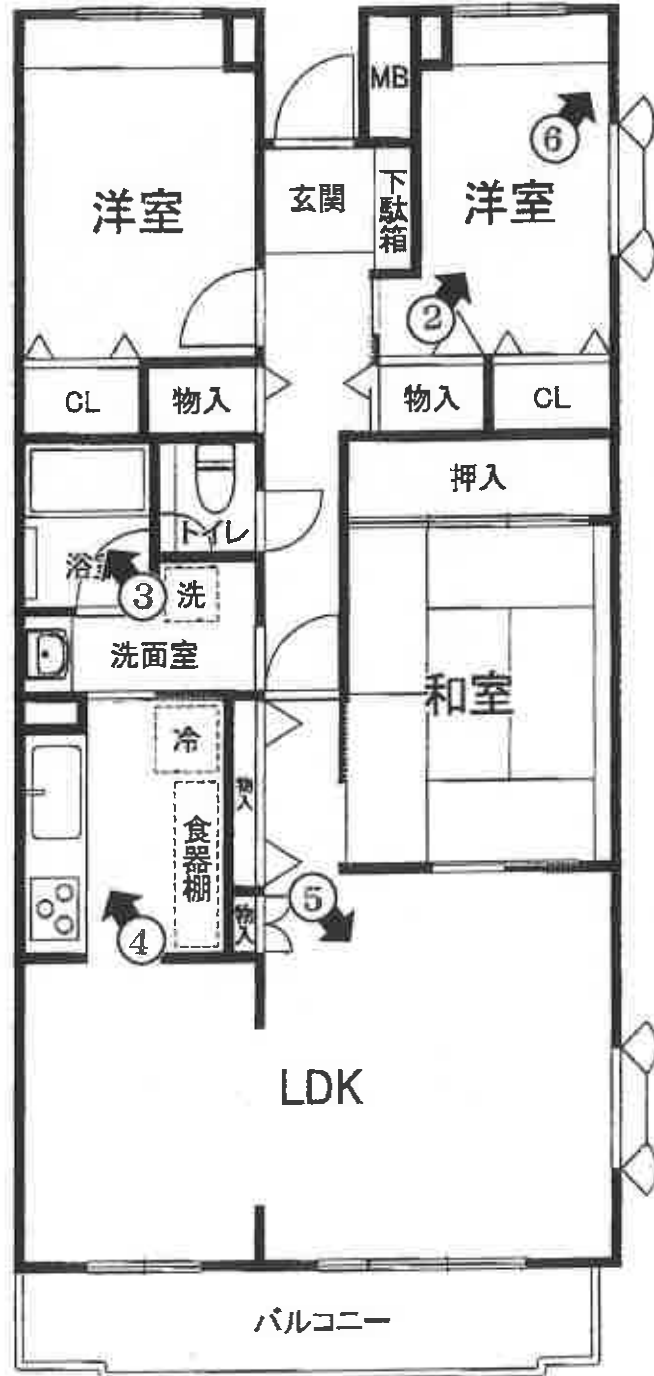 MB
⑥
洋室
玄関
下駄箱
洋室
②
CL
物入
物入
CL
押入
トイレ
浴室
③
洗
洗面室
和室
冷
物入
食器棚
物入
⑤
④
LDK
バルコニー